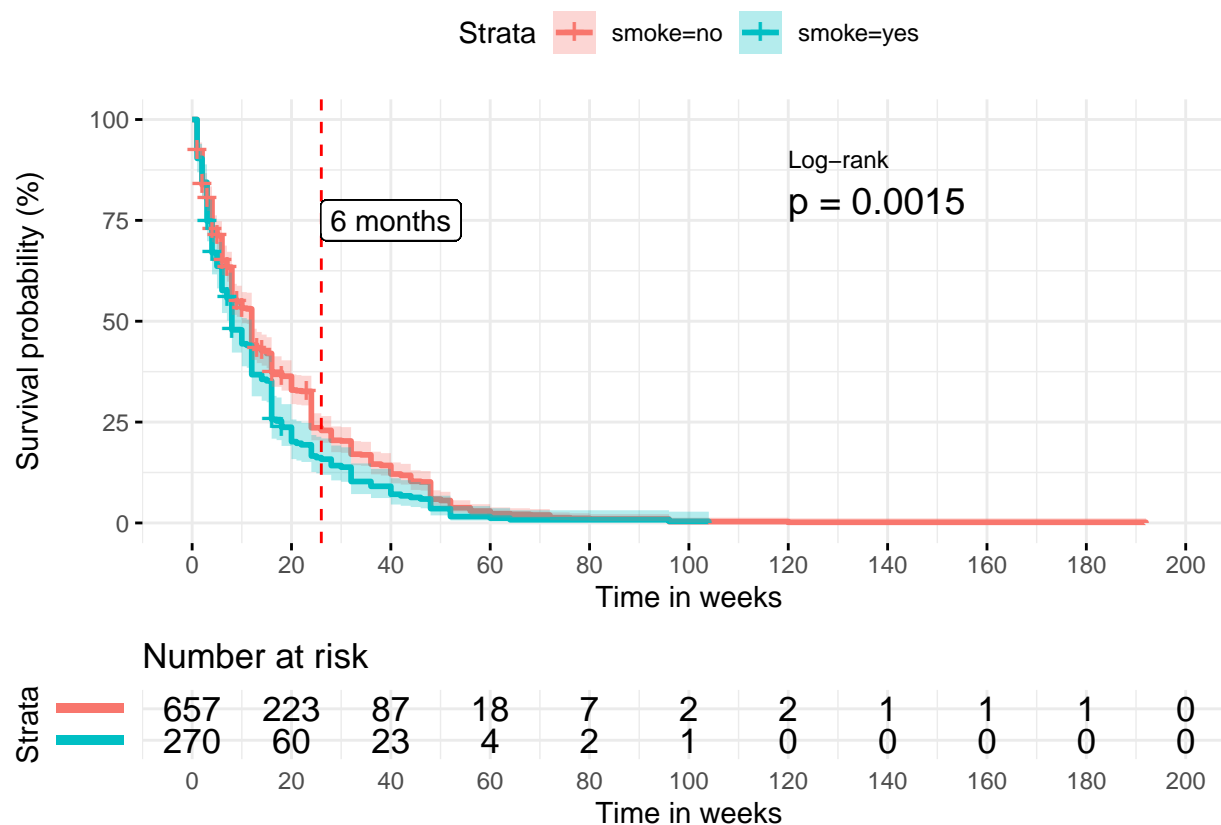 Strata smoke=no smoke=yes
Survival probability (%)
100
75
50
25
0
Log−rank
p = 0.0015
6 months
0 20 40 60 80 100 120 140 160 180 200
Time in weeks
Number at risk
Strata
657 223 87 18 7 2 2 1 1 1 0
270 60 23 4 2 1 0 0 0 0 0
0 20 40 60 80 100 120 140 160 180 200
Time in weeks